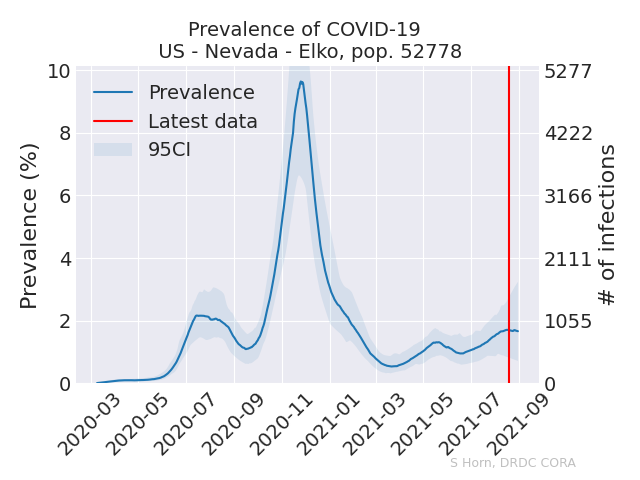 Prevalence of COVID-19
US - Nevada - Elko, pop. 52778
Prevalence
Latest data
95CI
Prevalence (%)
10
8
6
4
2
0
5277
4222
3166
2111
1055
0
# of infections
2020-03
2020-05
2020-07
2020-09
2020-11
2021-01
2021-03
2021-05
2021-07
2021-09
S Horn, DRDC CORA